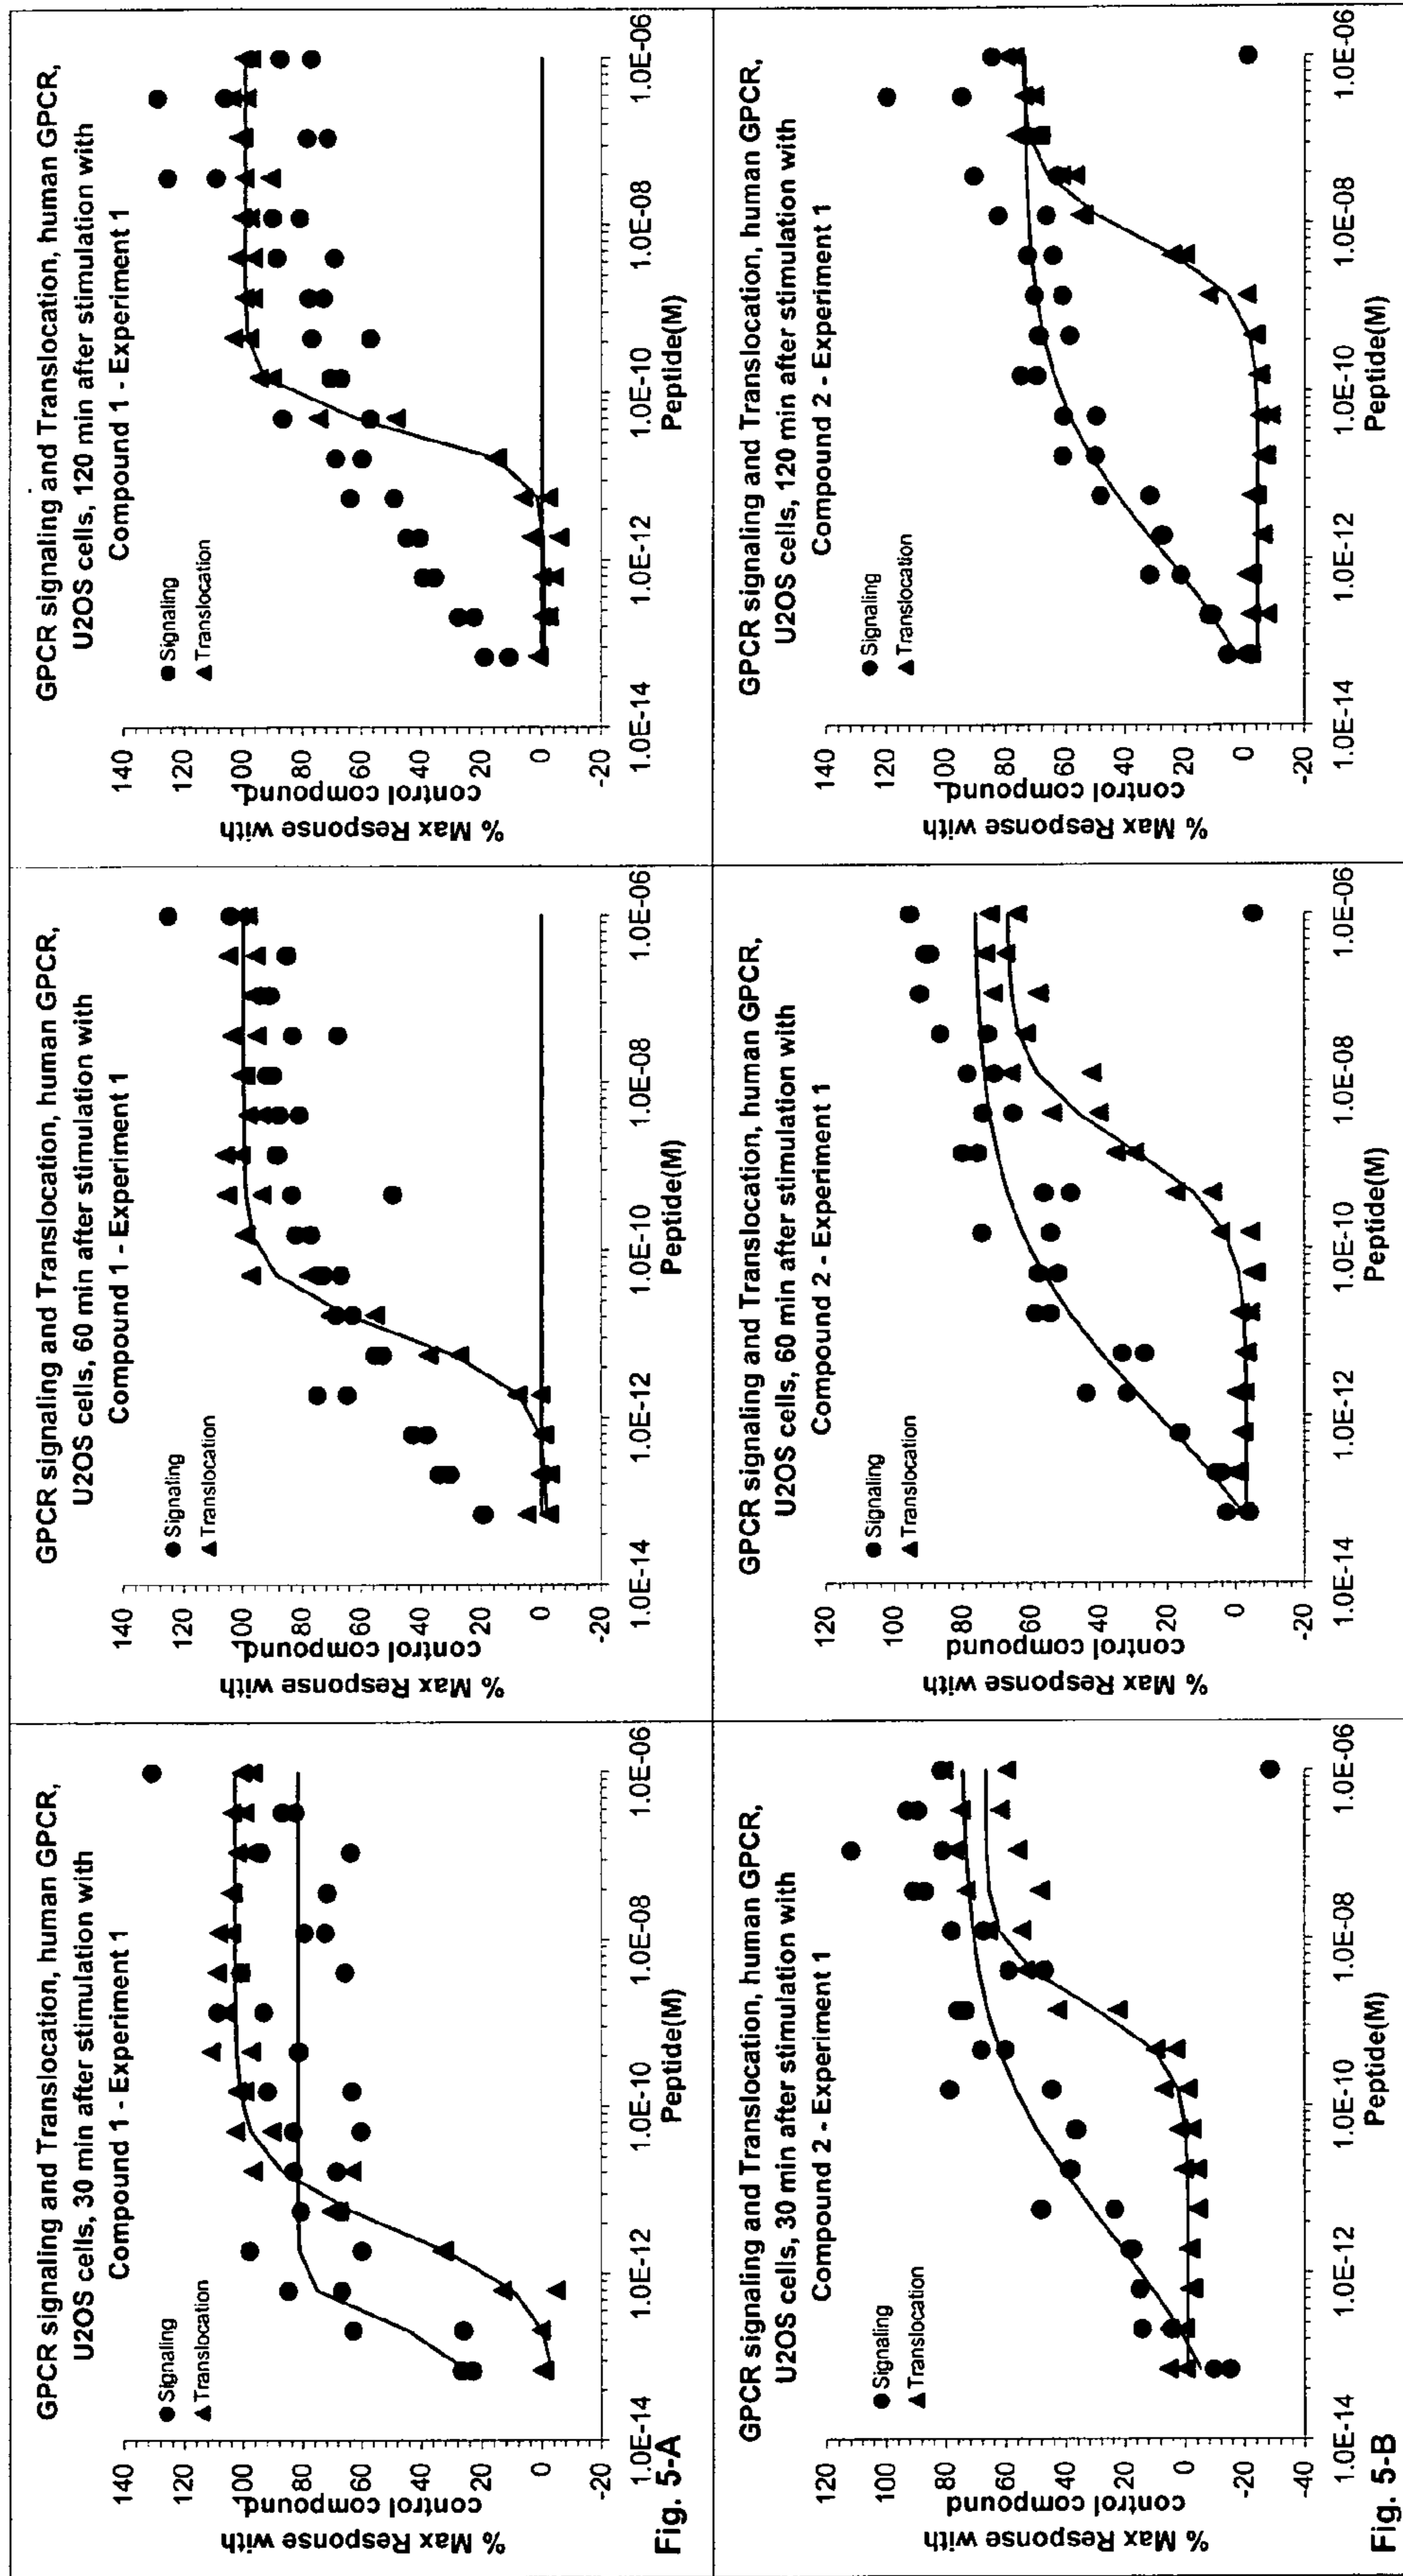 GPCR signaling and Translocation, human GPCR,
U2OS cells, 30 min after stimulation with
Compound 1 - Experiment 1
Signaling
Translocation
% Max Response with
control compound
140
120
100
80
60
40
20
0
-20
1.0E-14
1.0E-12
1.0E-10
1.0E-08
1.0E-06
Peptide(M)
GPCR signaling and Translocation, human GPCR,
U2OS cells, 60 min after stimulation with
Compound 1 - Experiment 1
Signaling
Translocation
% Max Response with
control compound
140
120
100
80
60
40
20
0
-20
1.0E-14
1.0E-12
1.0E-10
1.0E-08
1.0E-06
Peptide(M)
GPCR signaling and Translocation, human GPCR,
U2OS cells, 120 min after stimulation with
Compound 1 - Experiment 1
Signaling
Translocation
% Max Response with
control compound
140
120
100
80
60
40
20
0
-20
1.0E-14
1.0E-12
1.0E-10
1.0E-08
1.0E-06
Peptide(M)
Fig. 5-A
GPCR signaling and Translocation, human GPCR,
U2OS cells, 30 min after stimulation with
Compound 2 - Experiment 1
Signaling
Translocation
% Max Response with
control compound
120
100
80
60
40
20
0
-20
-40
1.0E-14
1.0E-12
1.0E-10
1.0E-08
1.0E-06
Peptide(M)
GPCR signaling and Translocation, human GPCR,
U2OS cells, 60 min after stimulation with
Compound 2 - Experiment 1
Signaling
Translocation
% Max Response with
control compound
120
100
80
60
40
20
0
-20
1.0E-14
1.0E-12
1.0E-10
1.0E-08
1.0E-06
Peptide(M)
GPCR signaling and Translocation, human GPCR,
U2OS cells, 120 min after stimulation with
Compound 2 - Experiment 1
Signaling
Translocation
% Max Response with
control compound
140
120
100
80
60
40
20
0
-20
1.0E-14
1.0E-12
1.0E-10
1.0E-08
1.0E-06
Peptide(M)
Fig. 5-B